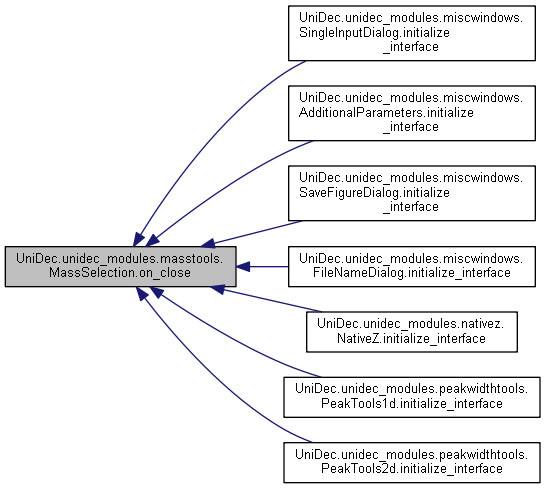 UniDec.unidec_modules.miscwindows.
SingleInputDialog.initialize
_interface
UniDec.unidec_modules.miscwindows.
AdditionalParameters.initialize
_interface
UniDec.unidec_modules.miscwindows.
SaveFigureDialog.initialize
_interface
UniDec.unidec_modules.masstools.
MassSelection.on_close
UniDec.unidec_modules.miscwindows.
FileNameDialog.initialize_interface
UniDec.unidec_modules.nativez.
NativeZ.initialize_interface
UniDec.unidec_modules.peakwidthtools.
PeakTools1d.initialize_interface
UniDec.unidec_modules.peakwidthtools.
PeakTools2d.initialize_interface